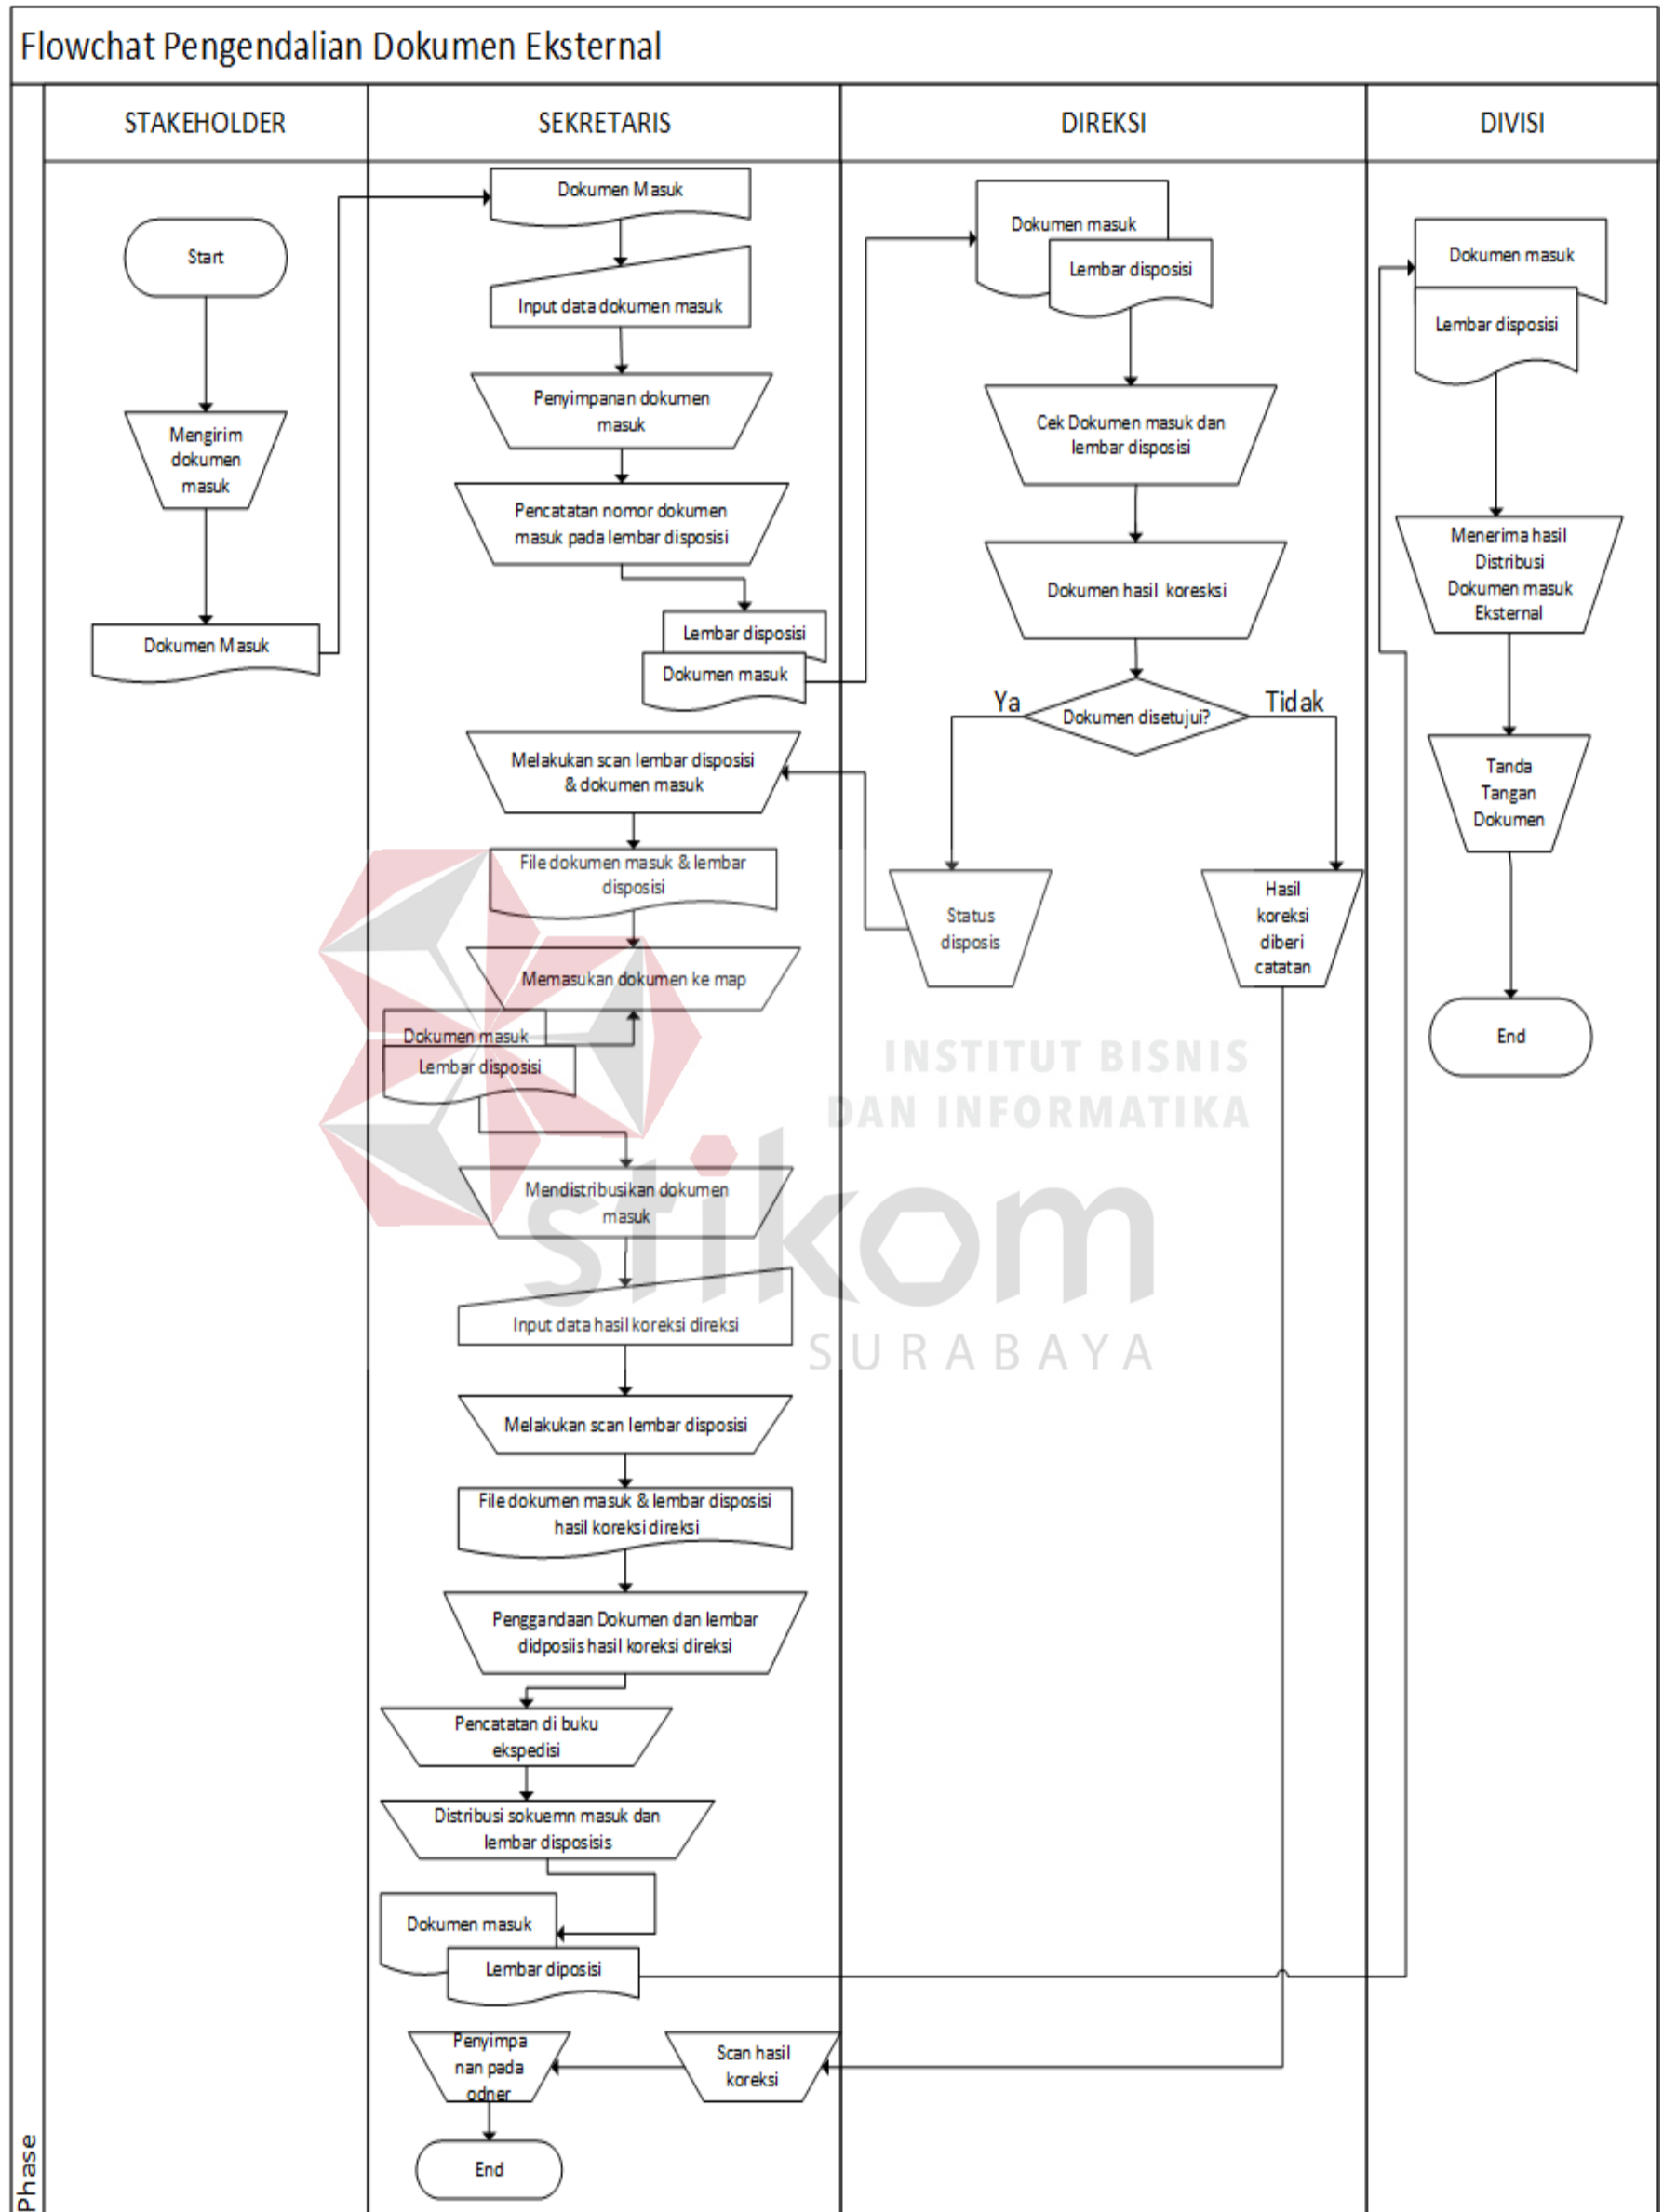 Flowchat Pengendalian Dokumen Eksternal
STAKEHOLDER
SEKRETARIS
DIREKSI
DIVISI
Start
Mengirim
dokumen
masuk
Dokumen Masuk
Dokumen Masuk
Input data dokumen masuk
Penyimpanan dokumen
masuk
Pencatatan nomor dokumen
masuk pada lembar disposisi
Lembar disposisi
Dokumen masuk
Melakukan scan lembar disposisi
& dokumen masuk
File dokumen masuk & lembar
disposisi
Memasukan dokumen ke map
Dokumen masuk
Lembar disposisi
Mendistribusikan dokumen
masuk
Input data hasil koreksi direksi
Melakukan scan lembar disposisi
File dokumen masuk & lembar disposisi
hasil koreksi direksi
Penggandaan Dokumen dan lembar
didposiis hasil koreksi direksi
Pencatatan di buku
ekspedisi
Distribusi sokuemn masuk dan
lembar disposisis
Dokumen masuk
Lembar diposisi
Penyimpa
nan pada
odner
Scan hasil
koreksi
End
Dokumen masuk
Lembar disposisi
Cek Dokumen masuk dan
lembar disposisi
Dokumen hasil koresksi
Dokumen disetujui?
Ya
Tidak
Status
disposis
Hasil
koreksi
diberi
catatan
Dokumen masuk
Lembar disposisi
Menerima hasil
Distribusi
Dokumen masuk
Eksternal
Tanda
Tangan
Dokumen
End
INSTITUT BISNIS
DAN INFORMATIKA
stikom
SURABAYA
Phase